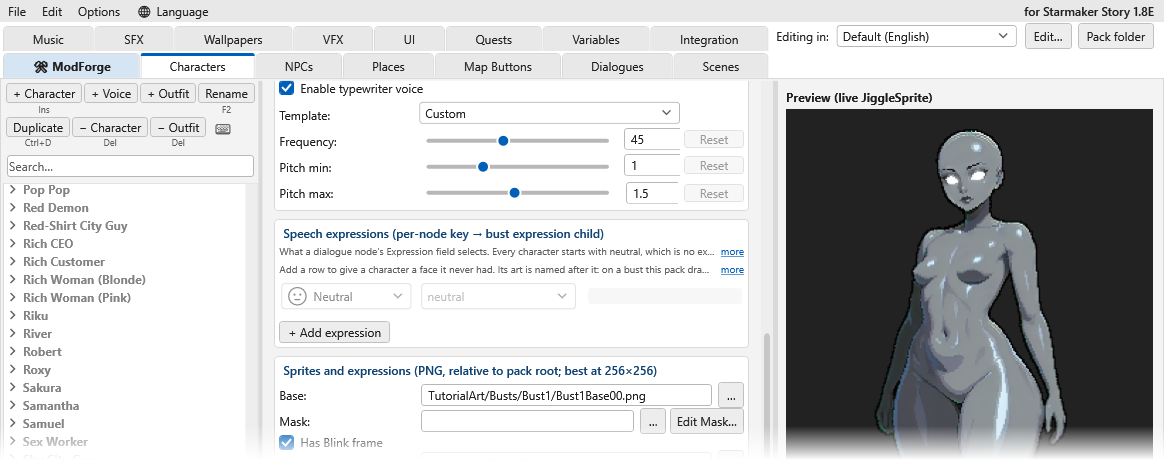 File Edit Options Language
for Starmaker Story 1.8E
Music SFX Wallpapers VFX UI Quests Variables Integration
Editing in: Default (English) Edit... Pack folder
ModForge Characters NPCs Places Map Buttons Dialogues Scenes
+ Character + Voice + Outfit Rename
Ins F2
Duplicate − Character − Outfit
Ctrl+D Del Del
Search...
Pop Pop
Red Demon
Red-Shirt City Guy
Rich CEO
Rich Customer
Rich Woman (Blonde)
Rich Woman (Pink)
Riku
River
Robert
Roxy
Sakura
Samantha
Samuel
Sex Worker
Enable typewriter voice
Template: Custom
Frequency: 45 Reset
Pitch min: 1 Reset
Pitch max: 1.5 Reset
Speech expressions (per-node key → bust expression child)
What a dialogue node's Expression field selects. Every character starts with neutral, which is no ex... more
Add a row to give a character a face it never had. Its art is named after it: on a bust this pack dra... more
Neutral neutral
+ Add expression
Sprites and expressions (PNG, relative to pack root; best at 256×256)
Base: TutorialArt/Busts/Bust1/Bust1Base00.png ...
Mask: ... Edit Mask...
Has Blink frame
Preview (live JiggleSprite)